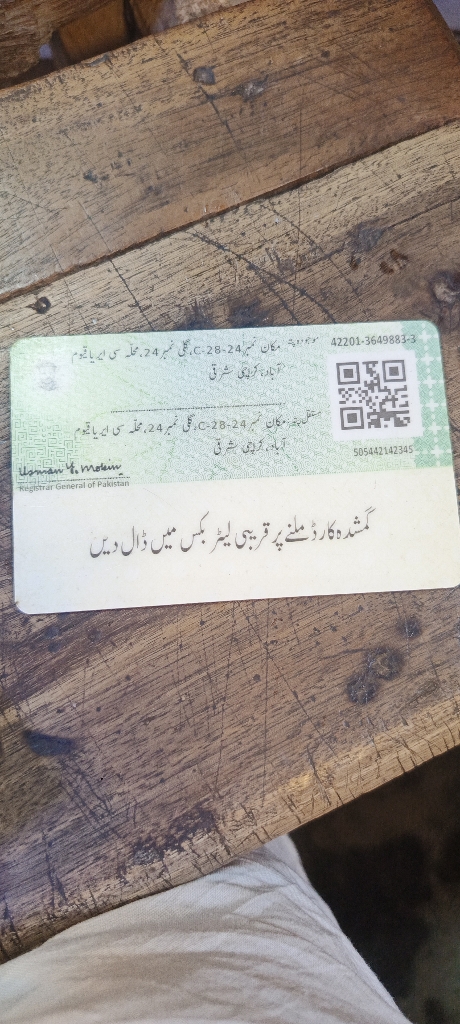 42201-3649883-3
موجودہ پتہ: مکان نمبر C-28-24، گلی نمبر 24، محلہ سی ایریا قیوم
آباد، کراچی شرقی
مستقل پتہ: مکان نمبر C-28-24، گلی نمبر 24، محلہ سی ایریا قیوم
آباد، کراچی شرقی
505442142345
Usman Y. Mobin
Registrar General of Pakistan
گمشدہ کارڈ ملنے پر قریبی لیٹر بکس میں ڈال دیں